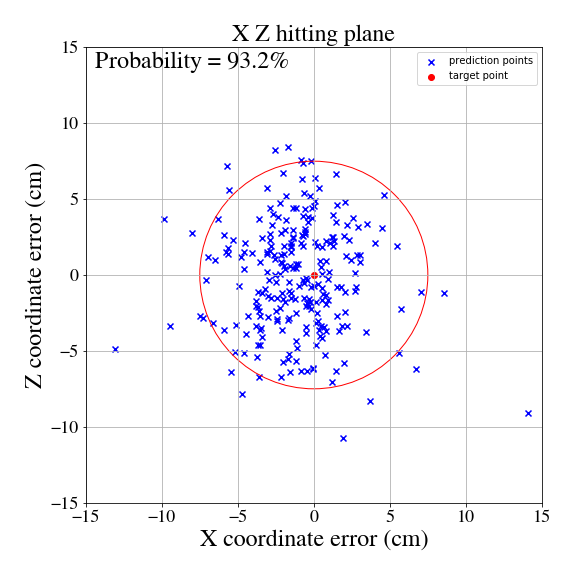 X Z hitting plane
Probability = 93.2%
prediction points
target point
Z coordinate error (cm)
15
10
5
0
−5
−10
−15
−15
−10
−5
0
5
10
15
X coordinate error (cm)